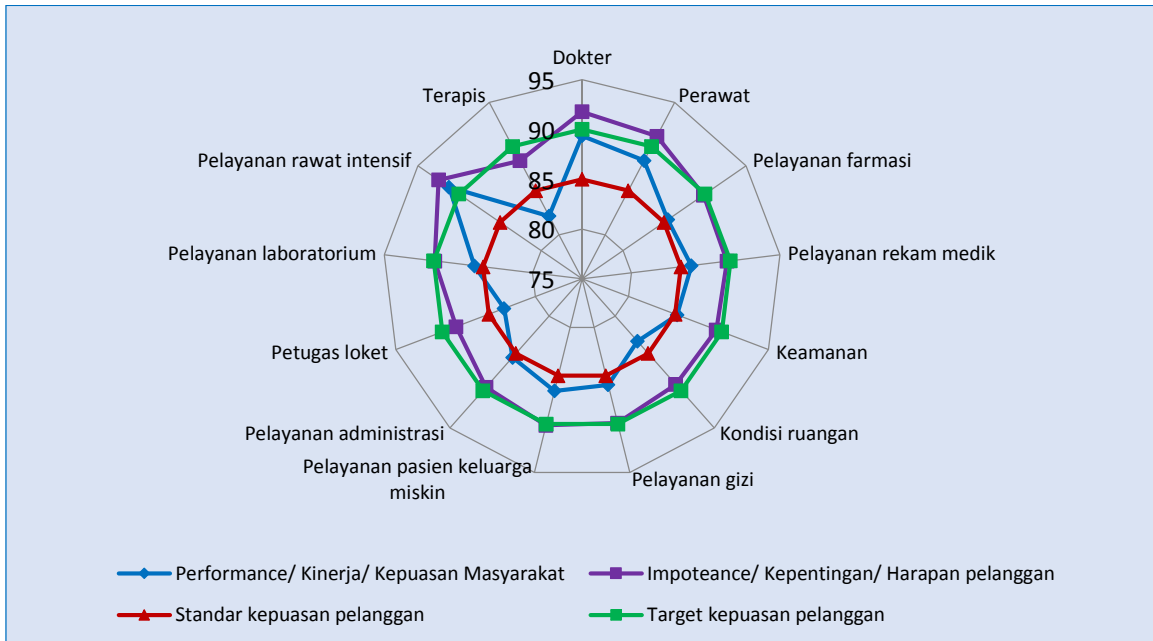 Dokter
Perawat
Pelayanan farmasi
Pelayanan rekam medik
Keamanan
Kondisi ruangan
Pelayanan gizi
Pelayanan pasien keluarga
miskin
Pelayanan administrasi
Petugas loket
Pelayanan laboratorium
Pelayanan rawat intensif
Terapis
95
90
85
80
75
Performance/ Kinerja/ Kepuasan Masyarakat
Impoteance/ Kepentingan/ Harapan pelanggan
Standar kepuasan pelanggan
Target kepuasan pelanggan